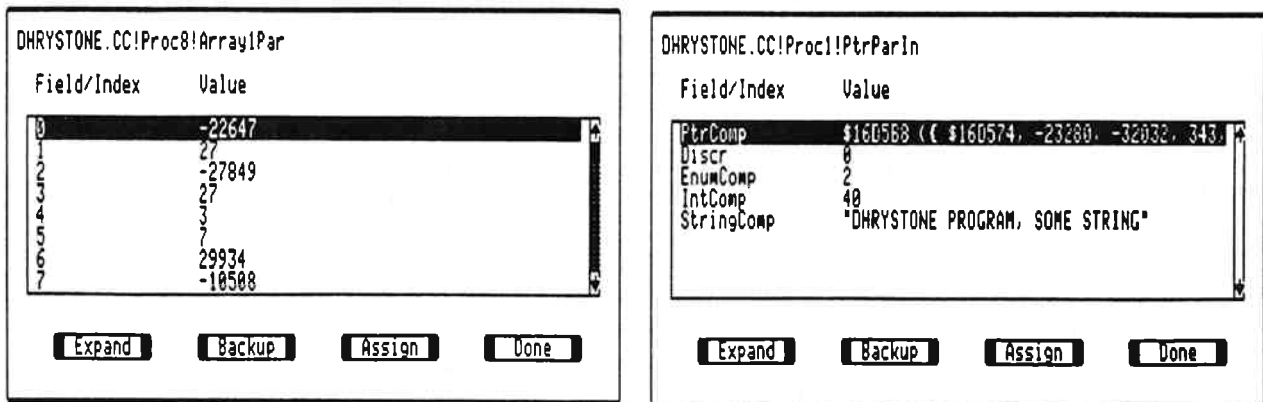 DHRYSTONE.CC!Proc8!Array1Par
Field/Index Value
0 -22647
1 27
2 -27849
3 27
4 3
5 7
6 29934
7 -10508
Expand Backup Assign Done
DHRYSTONE.CC!Proc1!PtrParIn
Field/Index Value
PtrComp $16D5B8 ({ $16D574, -23280, -32032, 343,
Discr 0
EnumComp 2
IntComp 40
StringComp "DHRYSTONE PROGRAM, SOME STRING"
Expand Backup Assign Done